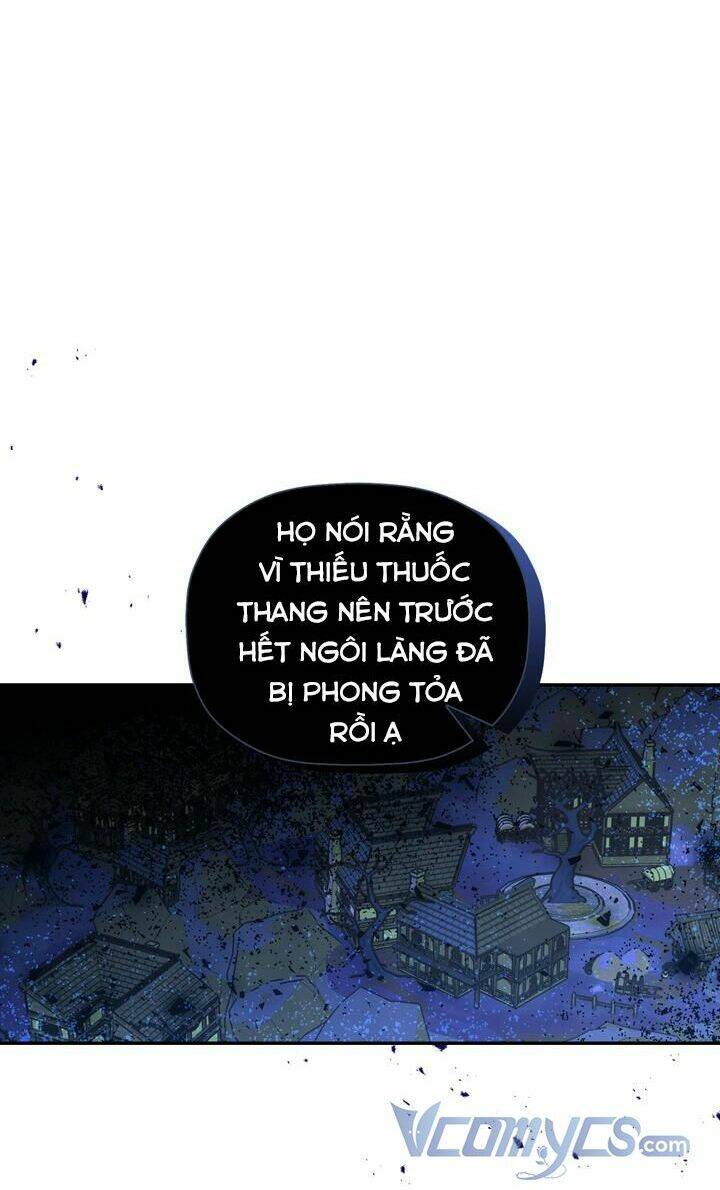 HỌ NÓI RẰNG
VÌ THIẾU THUỐC
THANG NÊN TRƯỚC
HẾT NGÔI LÀNG ĐÃ
BỊ PHONG TỎA
RỒI Ạ
VCOMYCS.com